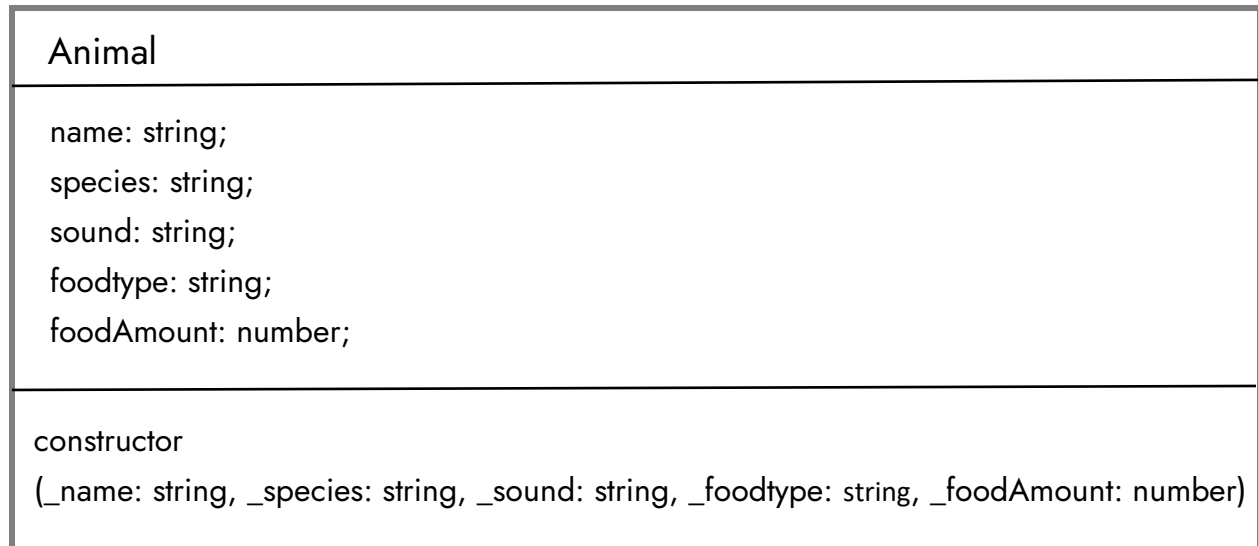 Animal
name: string;
species: string;
sound: string;
foodtype: string;
foodAmount: number;
constructor
(_name: string, _species: string, _sound: string, _foodtype: string, _foodAmount: number)